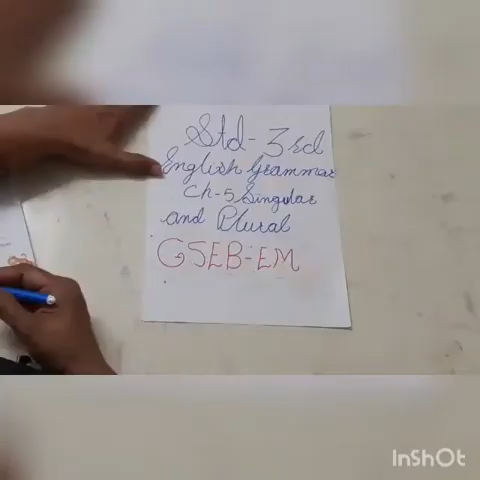 Std - 3rd
English Grammar
Ch-5 Singular
and Plural
GSEB-EM
InShOt